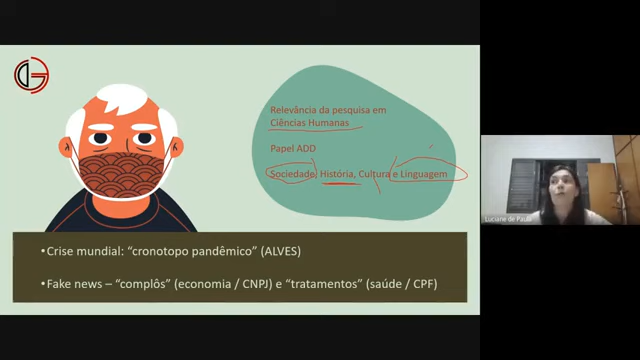 Relevância da pesquisa em
Ciências Humanas
Papel ADD
Sociedade, História, Cultura e Linguagem
•Crise mundial: “cronotopo pandêmico” (ALVES)
•Fake news – “complôs” (economia / CNPJ) e “tratamentos” (saúde / CPF)
Luciane de Paula